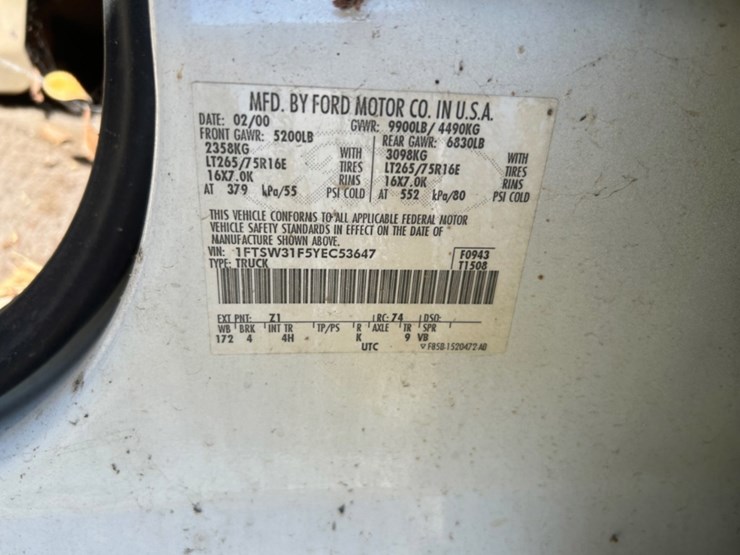 MFD. BY FORD MOTOR CO. IN U.S.A.
DATE: 02/00 GVWR: 9900LB/ 4490KG
FRONT GAWR: 5200LB REAR GAWR: 6830LB
2358KG WITH 3098KG WITH
LT265/75R16E TIRES LT265/75R16E TIRES
16X7.0K RIMS 16X7.0K RIMS
AT 379 kPa/55 PSI COLD AT 552 kPa/80 PSI COLD
THIS VEHICLE CONFORMS TO ALL APPLICABLE FEDERAL MOTOR
VEHICLE SAFETY STANDARDS IN EFFECT ON THE DATE OF
MANUFACTURE SHOWN ABOVE.
VIN: 1FTSW31F5YEC53647 F0943
TYPE: TRUCK T1508
EXT PNT: Z1 RC: 74 DSO:
WB BRK INT TR TP/PS R AXLE TR SPR
172 4 4H K 9 VB
UTC F85B-1520472 AB